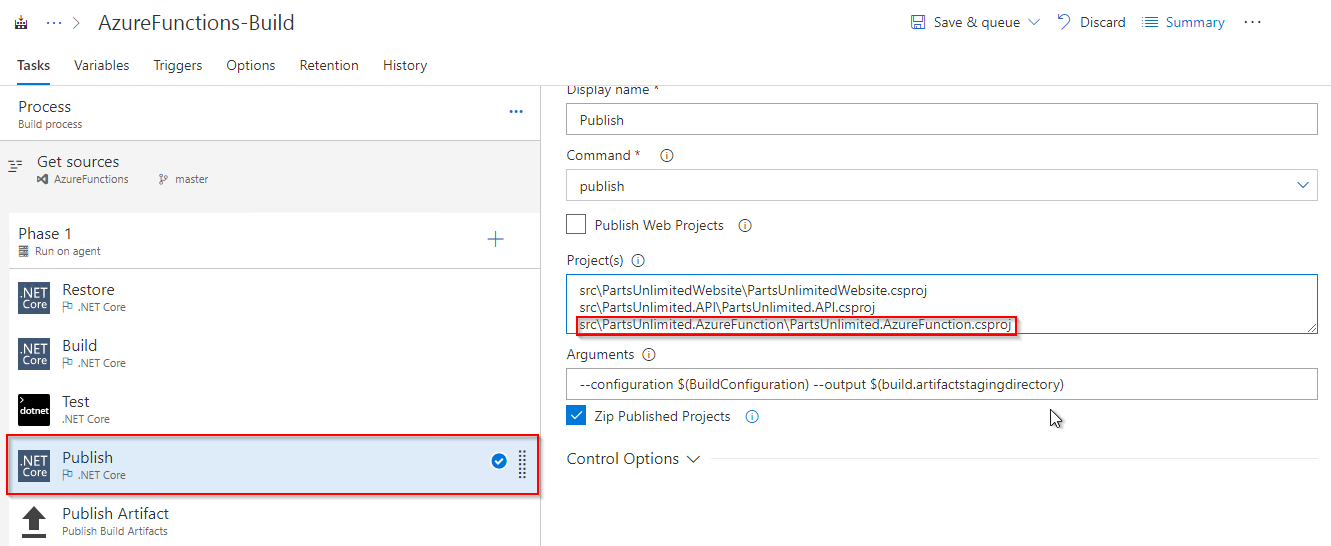 ··· > AzureFunctions-Build
Save & queue
Discard
Summary
···
Tasks Variables Triggers Options Retention History
Process
Build process
···
Get sources
AzureFunctions master
Phase 1
Run on agent
.NET Core
Restore
.NET Core
.NET Core
Build
.NET Core
dotnet
Test
.NET Core
.NET Core
Publish
.NET Core
Publish Artifact
Publish Build Artifacts
Display name *
Publish
Command *
publish
Publish Web Projects
Project(s)
src\PartsUnlimitedWebsite\PartsUnlimitedWebsite.csproj
src\PartsUnlimited.API\PartsUnlimited.API.csproj
src\PartsUnlimited.AzureFunction\PartsUnlimited.AzureFunction.csproj
Arguments
--configuration $(BuildConfiguration) --output $(build.artifactstagingdirectory)
Zip Published Projects
Control Options